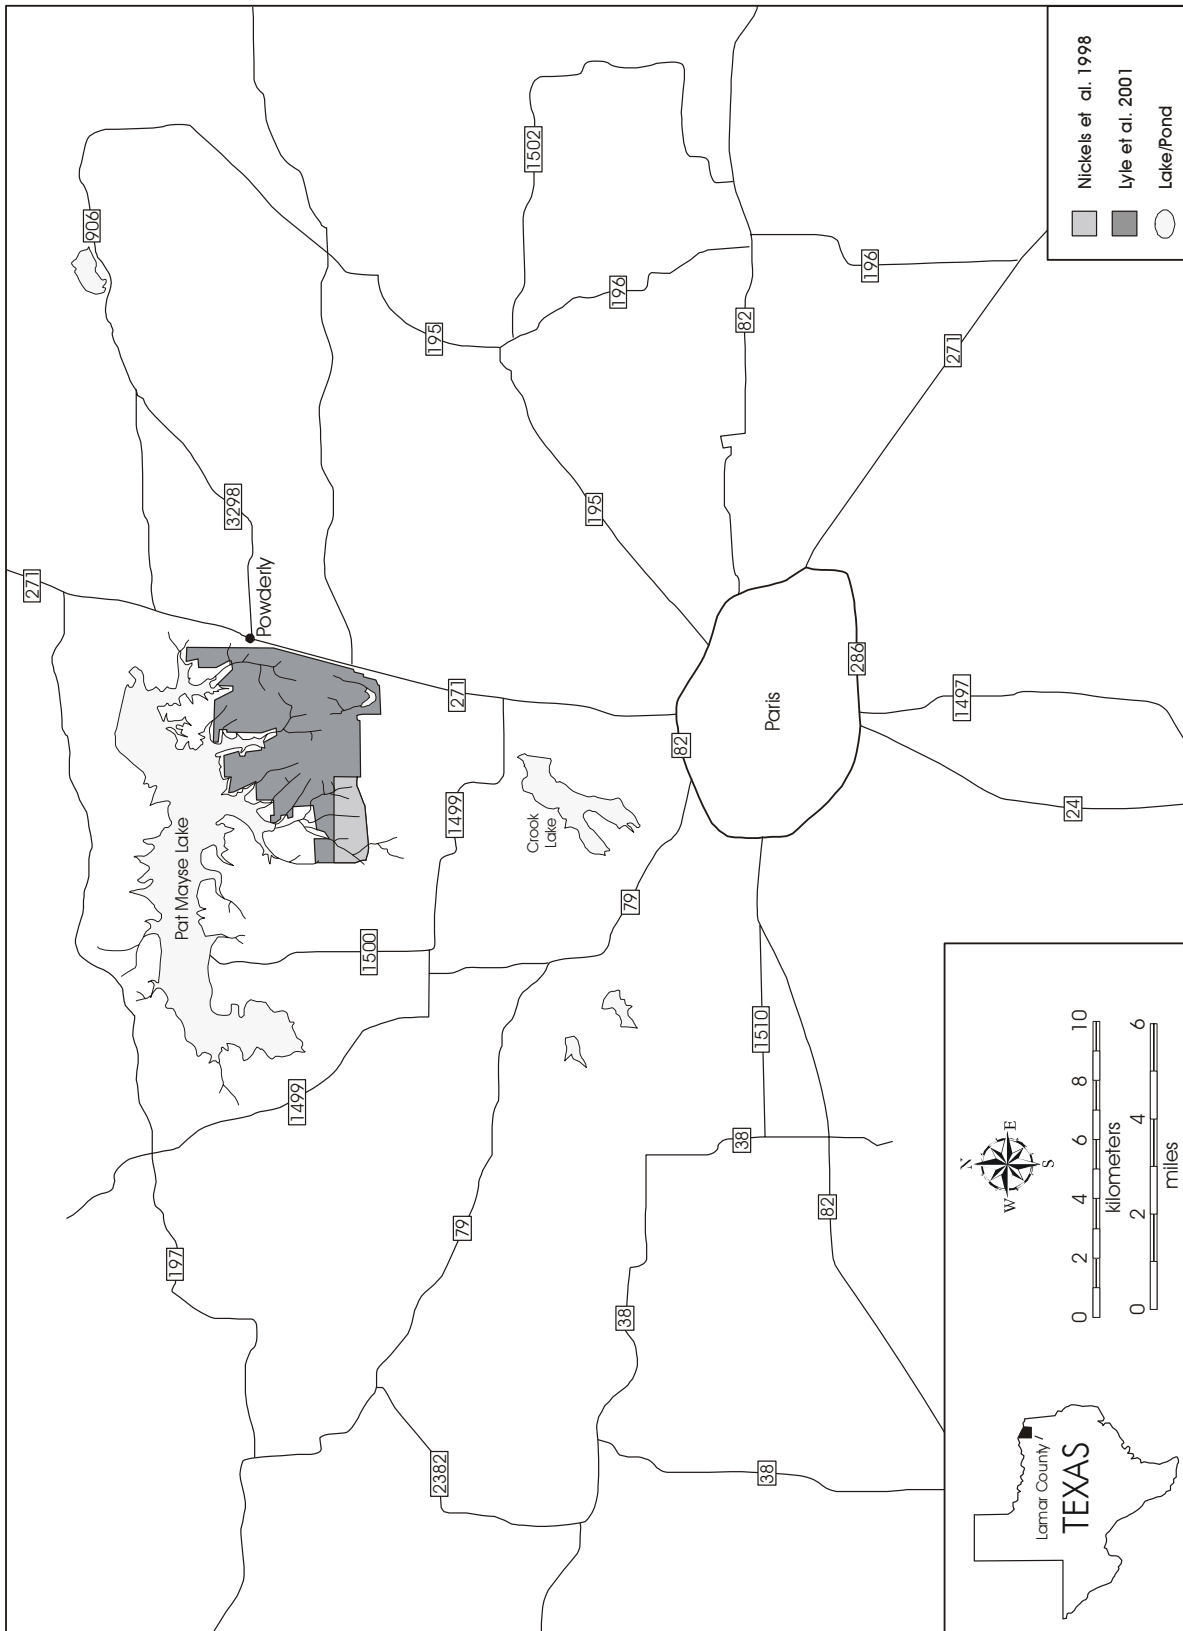 271
906
3298
Powderly
195
1502
196
195
82
196
271
Pat Mayse Lake
271
1499
Crook
Lake
1500
79
82
Paris
286
1497
24
1499
197
79
1510
38
38
82
2382
38
Nickels et al. 1998
Lyle et al. 2001
Lake/Pond
N
W
E
S
0 2 4 6 8 10
kilometers
0 2 4 6
miles
Lamar County
TEXAS